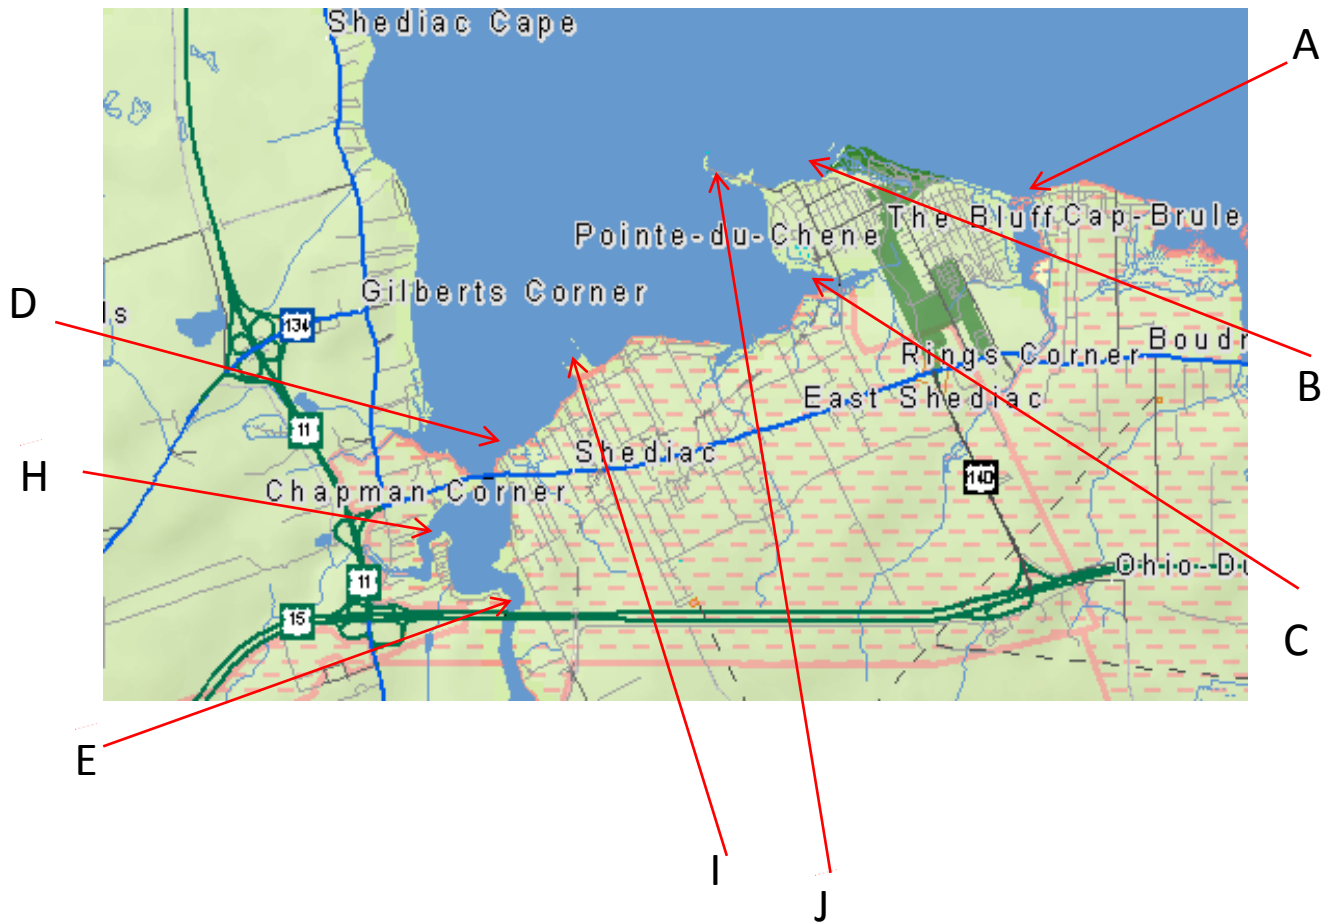 Shediac Cape
A
Pointe-du-Chene
The Bluff
Cap-Brule
D
Gilberts Corner
ls
134
Boudr
Rings Corner
B
East Shediac
11
Shediac
H
140
Chapman Corner
11
Ohio-Du
15
C
E
I
J